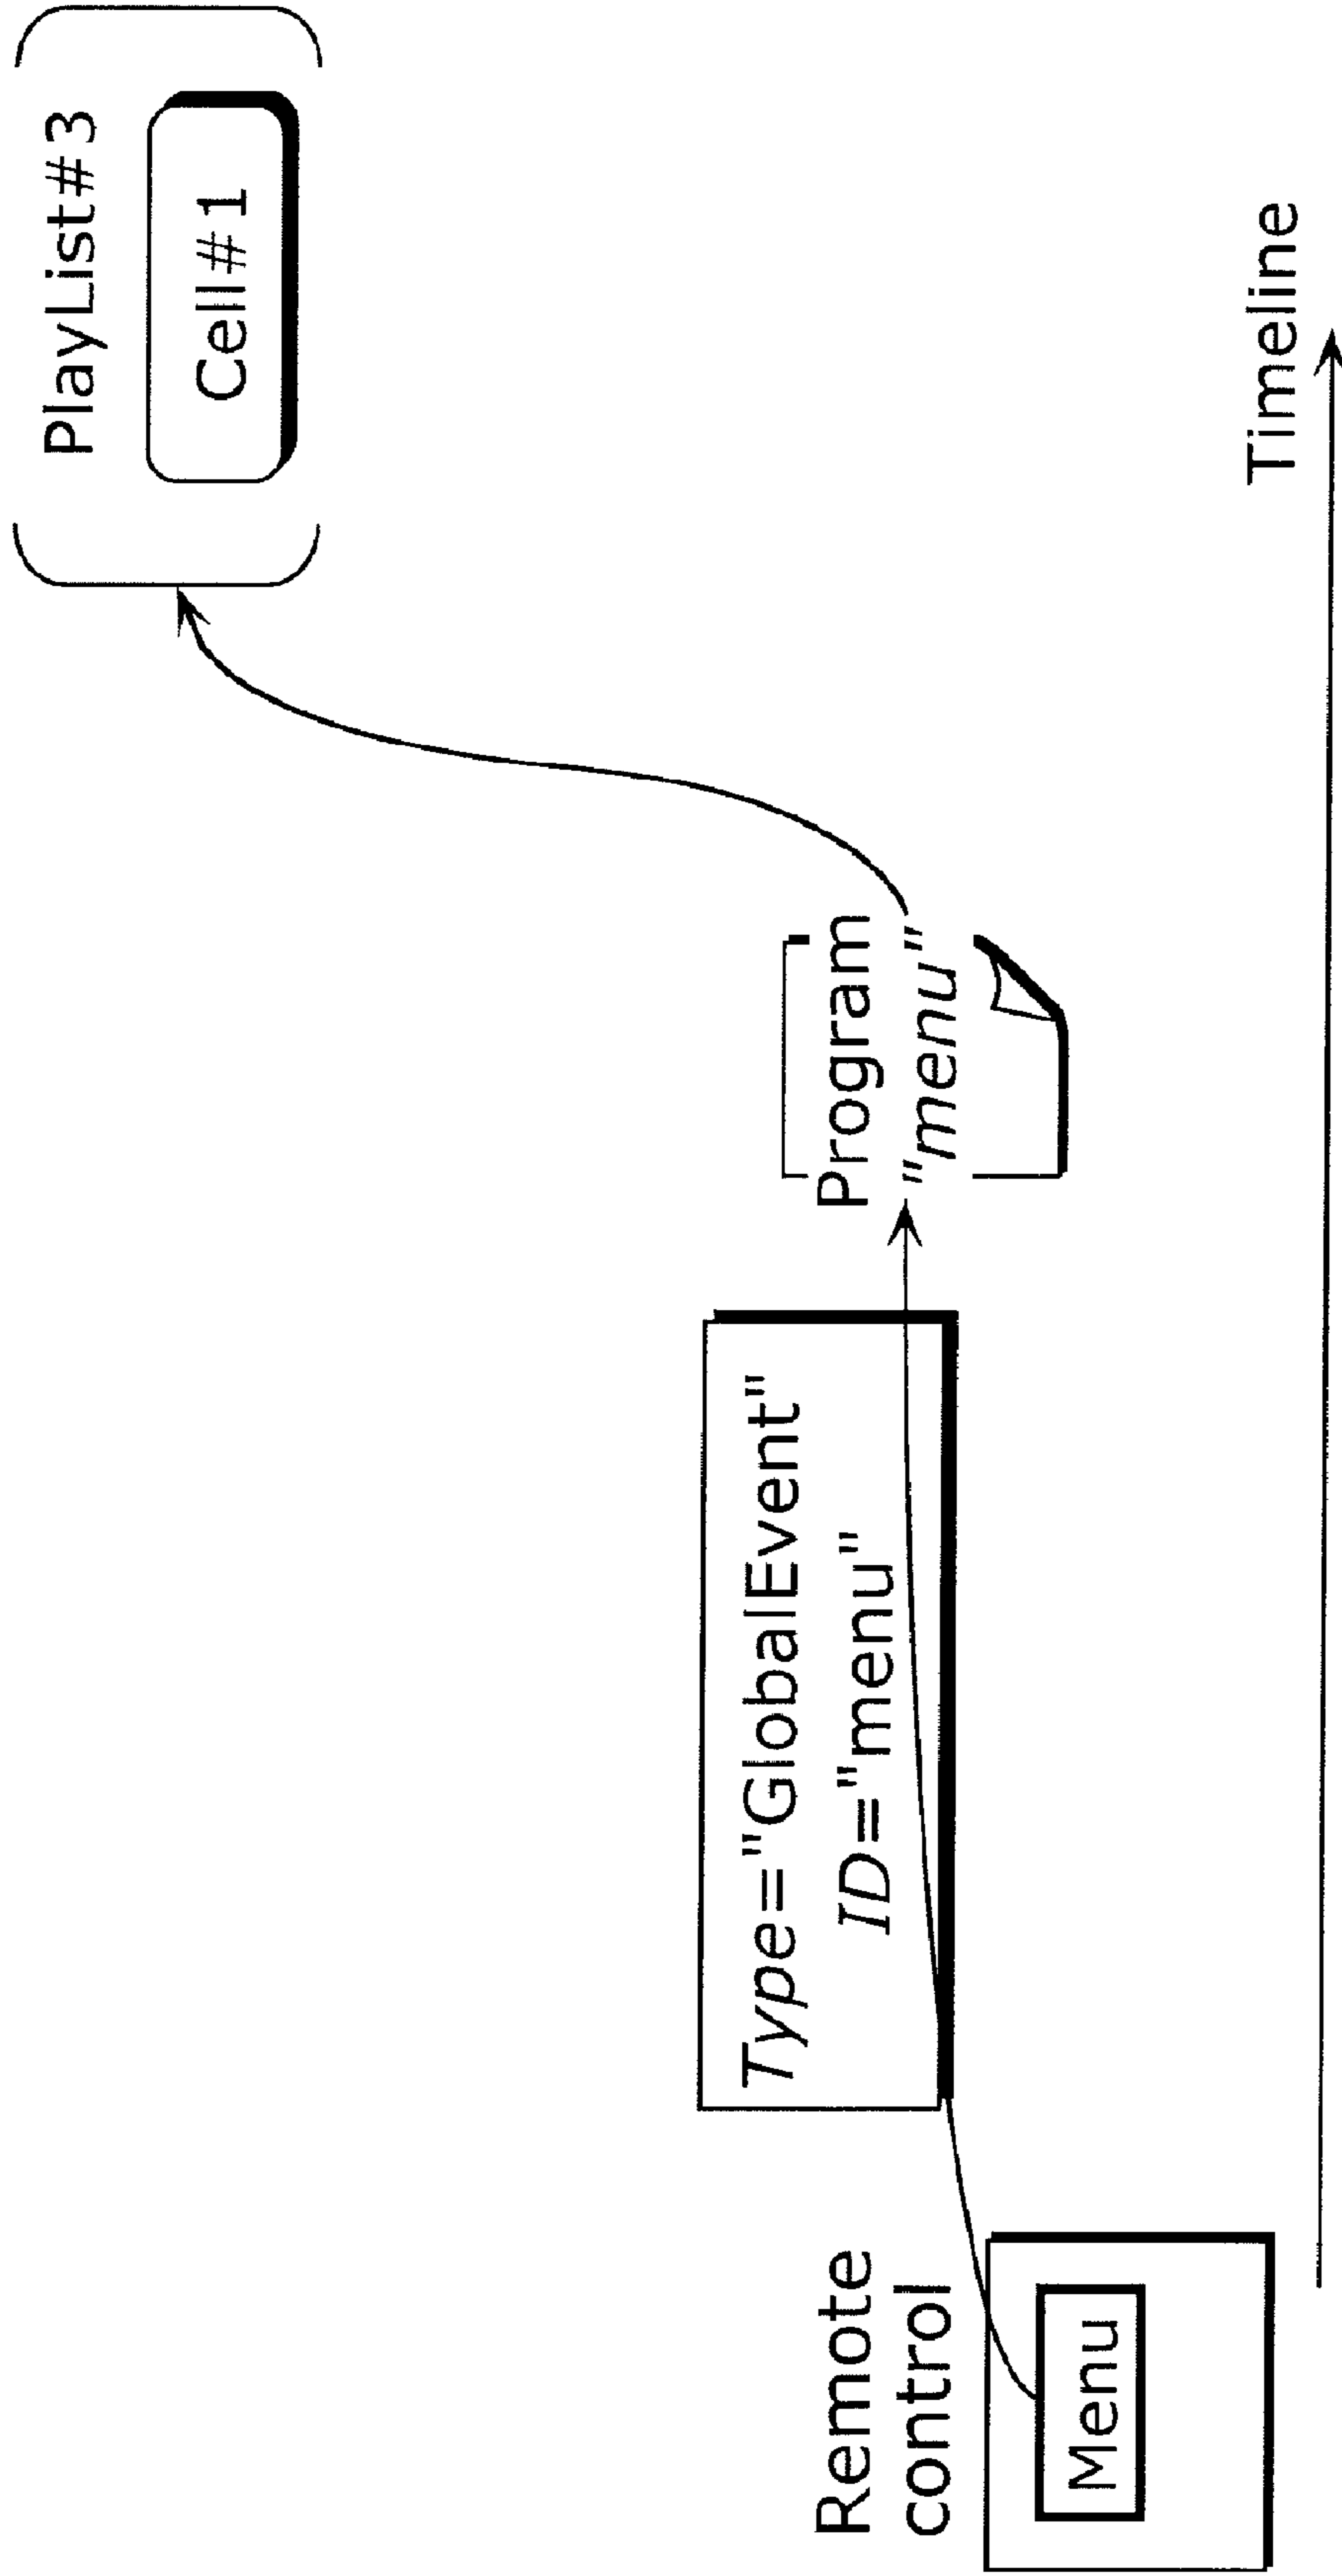 PlayList#3
Cell#1
Type="GlobalEvent"
ID="menu"
Program
"menu"
Remote
control
Menu
Timeline